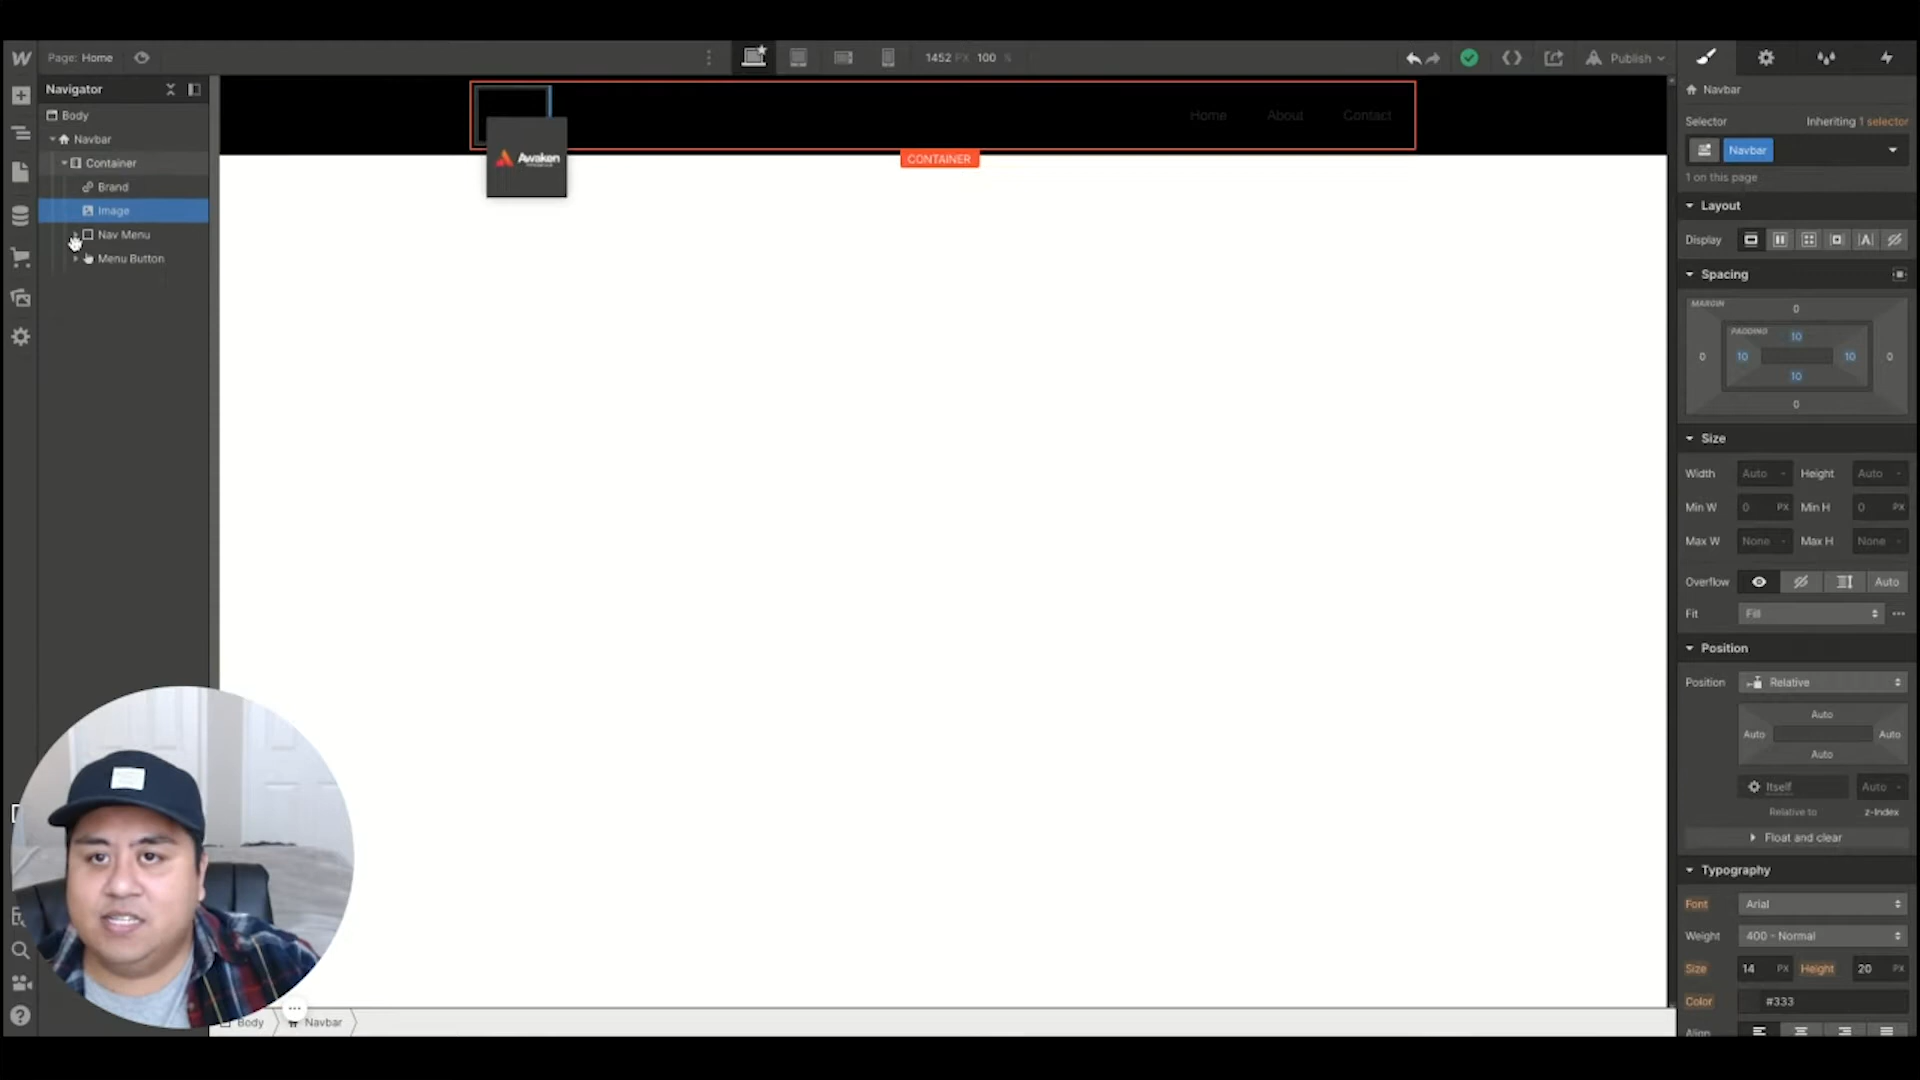 Page: Home
1452 PX 100 %
Publish
Navigator
Body
Navbar
Container
Brand
Image
Nav Menu
Menu Button
Awaken
Home
About
Contact
CONTAINER
Navbar
Selector
Inheriting 1 selector
Navbar
1 on this page
Layout
Display
Spacing
MARGIN
0
PADDING
10
0
10
10
0
10
0
Size
Width
Auto
-
Height
Auto
-
Min W
0
PX
Min H
0
PX
Max W
None
-
Max H
None
-
Overflow
Auto
Fit
Fill
Position
Position
Relative
Auto
Auto
Auto
Auto
Itself
Auto
-
Relative to
z-Index
Float and clear
Typography
Font
Arial
Weight
400 - Normal
Size
14
PX
Height
20
PX
Color
#333
Align
Body
Navbar